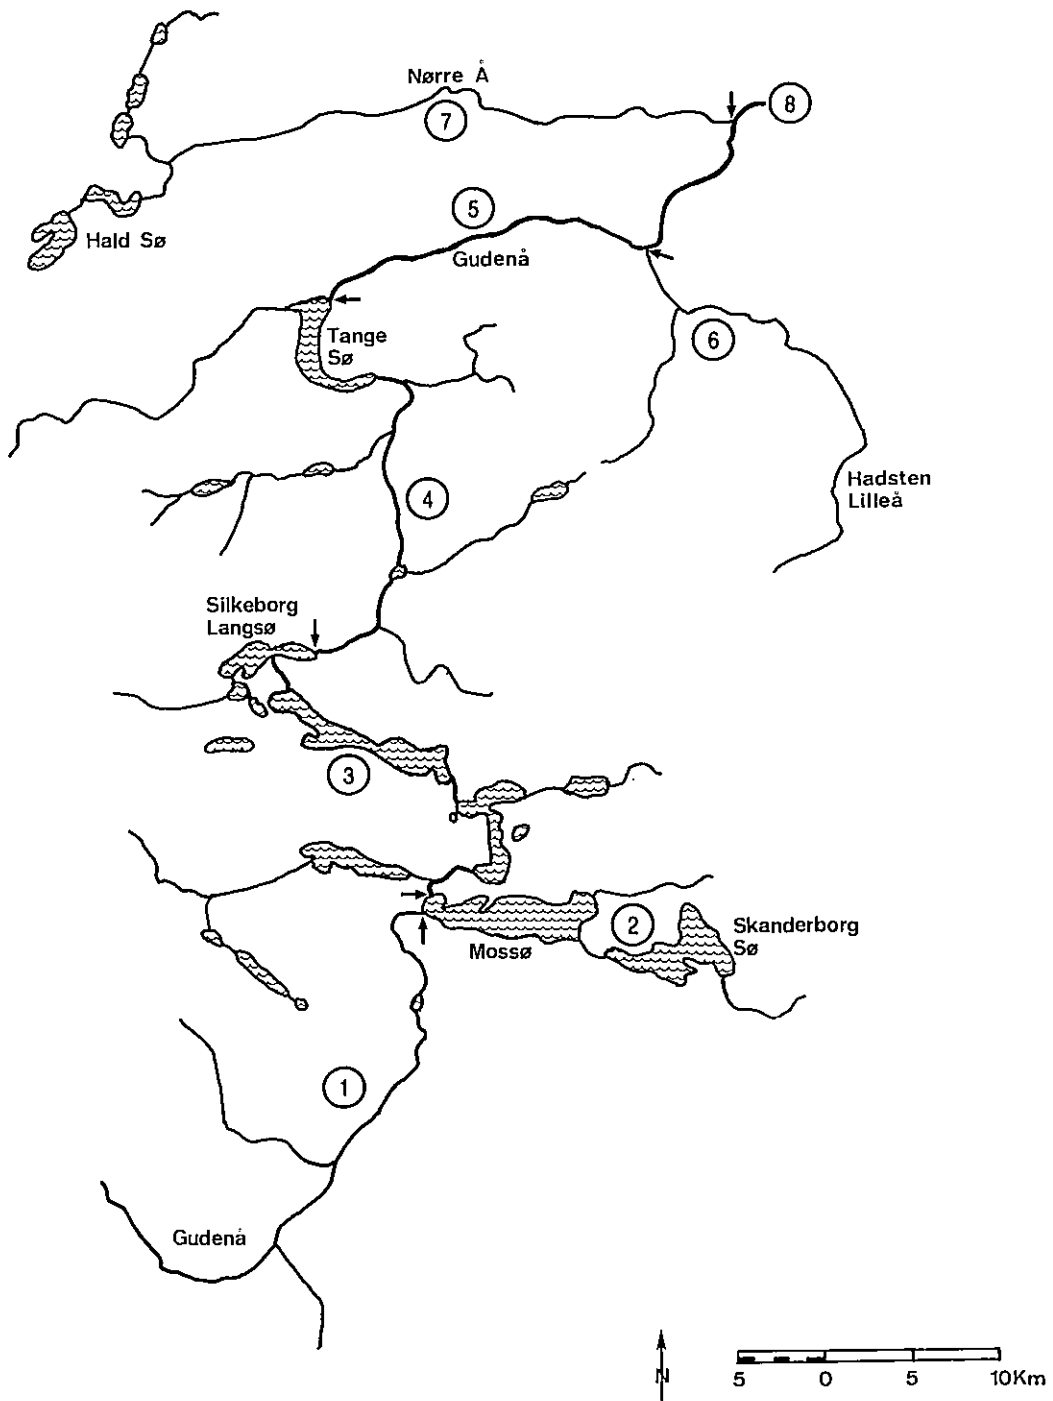 Nørre Å
8
7
5
Hald Sø
Gudenå
Tange
Sø
6
4
Hadsten
Lilleå
Silkeborg
Langsø
3
2
Skanderborg
Sø
Mossø
1
Gudenå
N
5 0 5 10Km